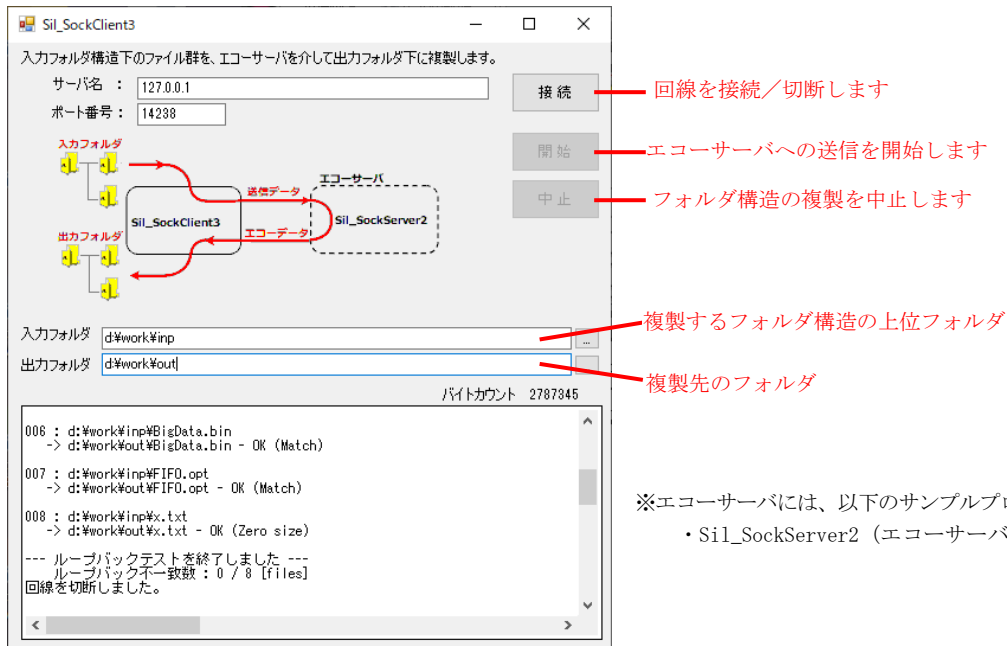 Sil_SockClient3
入力フォルダ構造下のファイル群を、エコーサーバを介して出力フォルダ下に複製します。
サーバ名 ： 127.0.0.1
接続
回線を接続／切断します
ポート番号： 14238
入力フォルダ
開始
エコーサーバへの送信を開始します
エコーサーバ
送信データ
中止
フォルダ構造の複製を中止します
Sil_SockClient3
Sil_SockServer2
エコーデータ
出力フォルダ
複製するフォルダ構造の上位フォルダ
入力フォルダ d:¥work¥inp ...
出力フォルダ d:¥work¥out
複製先のフォルダ
バイトカウント 2787345
006 : d:¥work¥inp¥BigData.bin
-> d:¥work¥out¥BigData.bin - OK (Match)
007 : d:¥work¥inp¥FIFO.opt
-> d:¥work¥out¥FIFO.opt - OK (Match)
※エコーサーバには、以下のサンプルプ
008 : d:¥work¥inp¥x.txt
-> d:¥work¥out¥x.txt - OK (Zero size)
・Sil_SockServer2（エコーサーバ
--- ループバックテストを終了しました ---
ループバック不一致数 : 0 / 8 [files]
回線を切断しました。